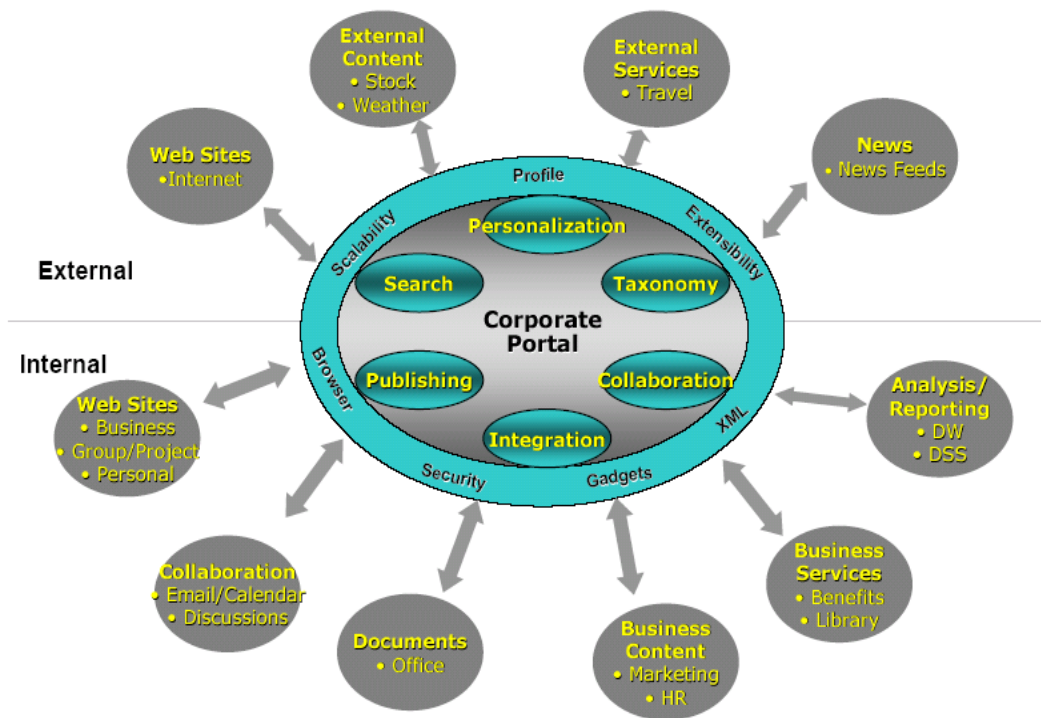 External
Content
• Stock
• Weather
External
Services
• Travel
Web Sites
•Internet
News
• News Feeds
Profile
Scalability
Extensibility
Personalization
Search
Taxonomy
External
Corporate
Portal
Internal
Browser
Publishing
Collaboration
XML
Integration
Security
Gadgets
Web Sites
• Business
• Group/Project
• Personal
Analysis/
Reporting
• DW
• DSS
Collaboration
• Email/Calendar
• Discussions
Documents
• Office
Business
Content
• Marketing
• HR
Business
Services
• Benefits
• Library